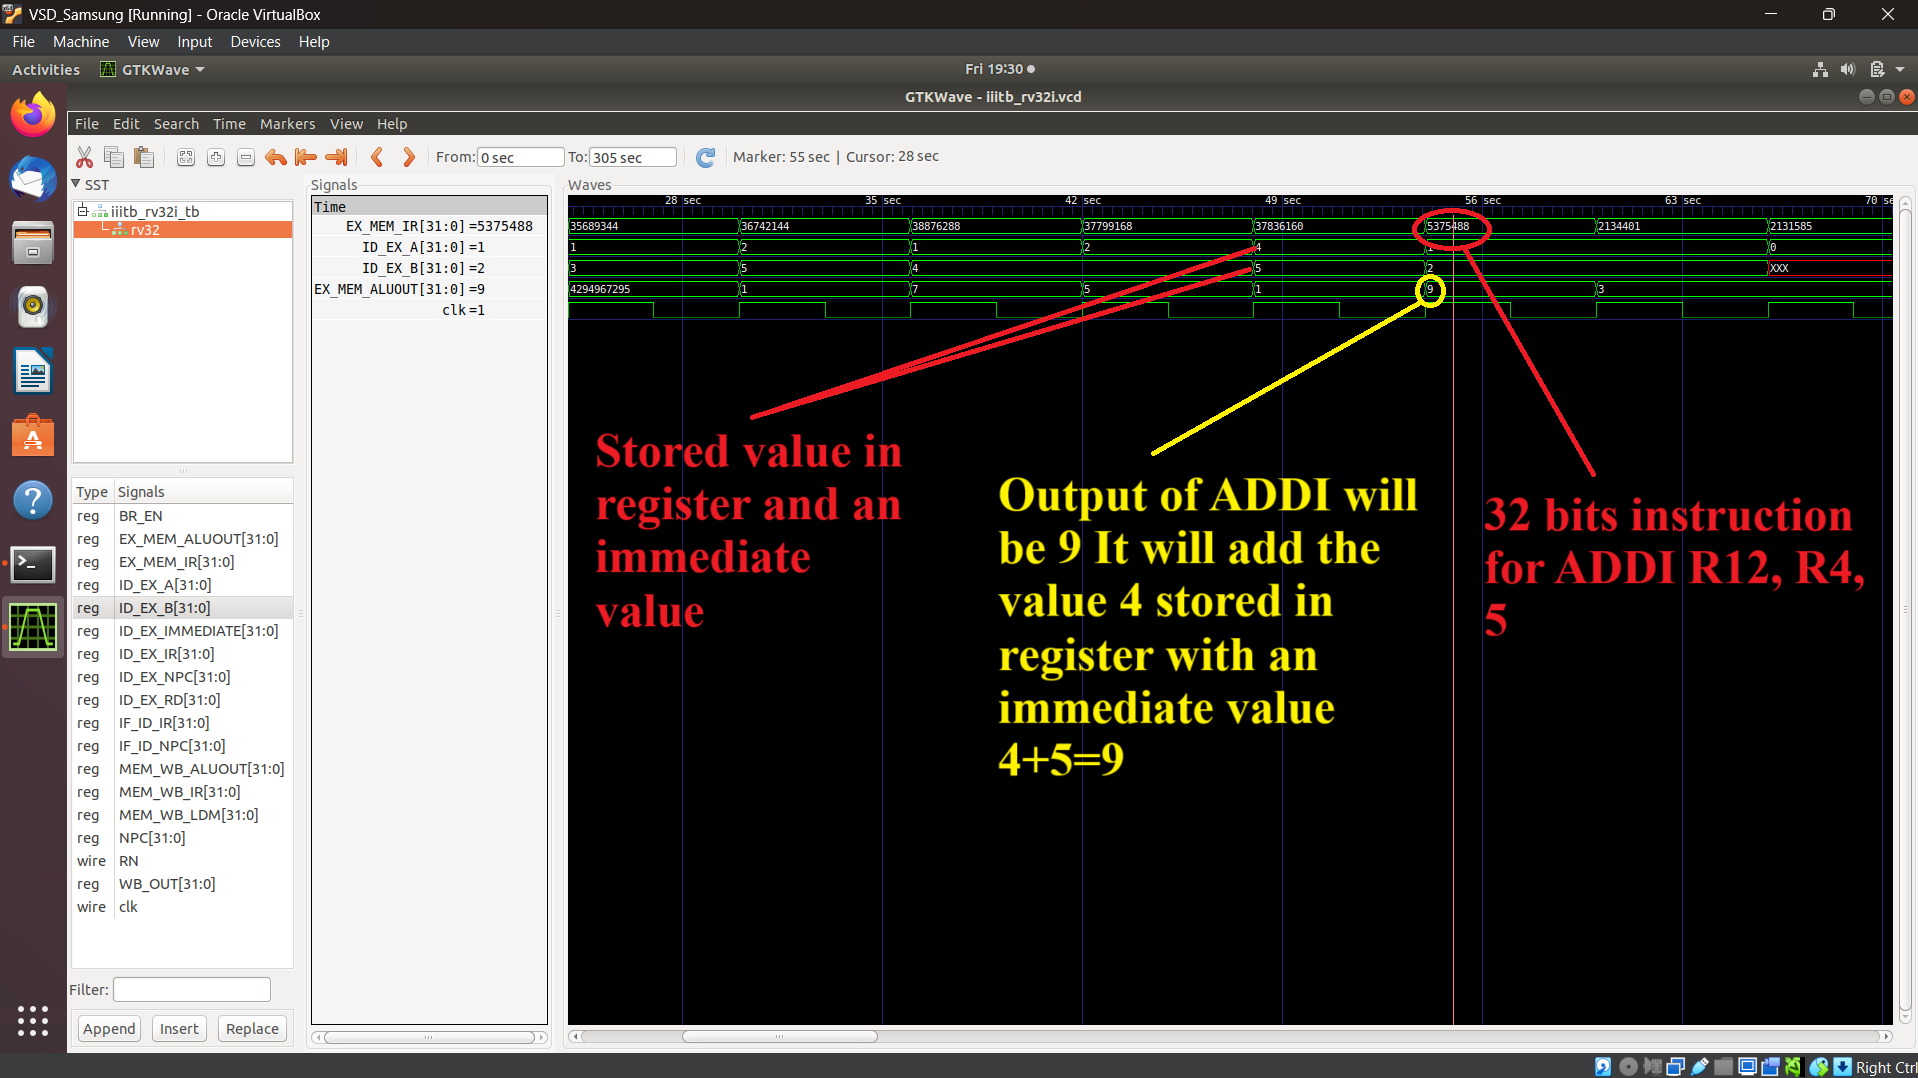 VSD_Samsung [Running] - Oracle VirtualBox
File Machine View Input Devices Help
Activities GTKWave Fri 19:30
GTKWave - iiitb_rv32i.vcd
File Edit Search Time Markers View Help
From: 0 sec To: 305 sec Marker: 55 sec | Cursor: 28 sec
SST
iiitb_rv32i_tb
rv32
Type Signals
reg BR_EN
reg EX_MEM_ALUOUT[31:0]
reg EX_MEM_IR[31:0]
reg ID_EX_A[31:0]
reg ID_EX_B[31:0]
reg ID_EX_IMMEDIATE[31:0]
reg ID_EX_IR[31:0]
reg ID_EX_NPC[31:0]
reg ID_EX_RD[31:0]
reg IF_ID_IR[31:0]
reg IF_ID_NPC[31:0]
reg MEM_WB_ALUOUT[31:0]
reg MEM_WB_IR[31:0]
reg MEM_WB_LDM[31:0]
reg NPC[31:0]
wire RN
reg WB_OUT[31:0]
wire clk
Filter:
Append Insert Replace
Signals
Time
EX_MEM_IR[31:0] =5375488
ID_EX_A[31:0] =1
ID_EX_B[31:0] =2
EX_MEM_ALUOUT[31:0] =9
clk =1
Waves
28 sec 35 sec 42 sec 49 sec 56 sec 63 sec 70 se
35689344 36742144 38876288 37799168 37836160 5375488 2134401 2131585
1 2 1 2 4 1 0
3 5 4 5 2 XXX
4294967295 1 7 5 1 9 3
Stored value in
register and an
immediate
value
Output of ADDI will
be 9 It will add the
value 4 stored in
register with an
immediate value
4+5=9
32 bits instruction
for ADDI R12, R4,
5
Right Ctrl